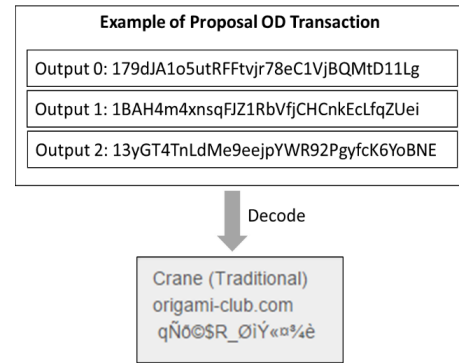 Example of Proposal OD Transaction
Output 0: 179dJA1o5utRFFtvjr78eC1VjBQMtD11Lg
Output 1: 1BAH4m4xnsqFJZ1RbVfjCHCnkEcLfqZUei
Output 2: 13yGT4TnLdMe9eejpYWR92PgyfcK6YoBNE
Decode
Crane (Traditional)
origami-club.com
qÑõ©$R_ØìÝ«¤¾è